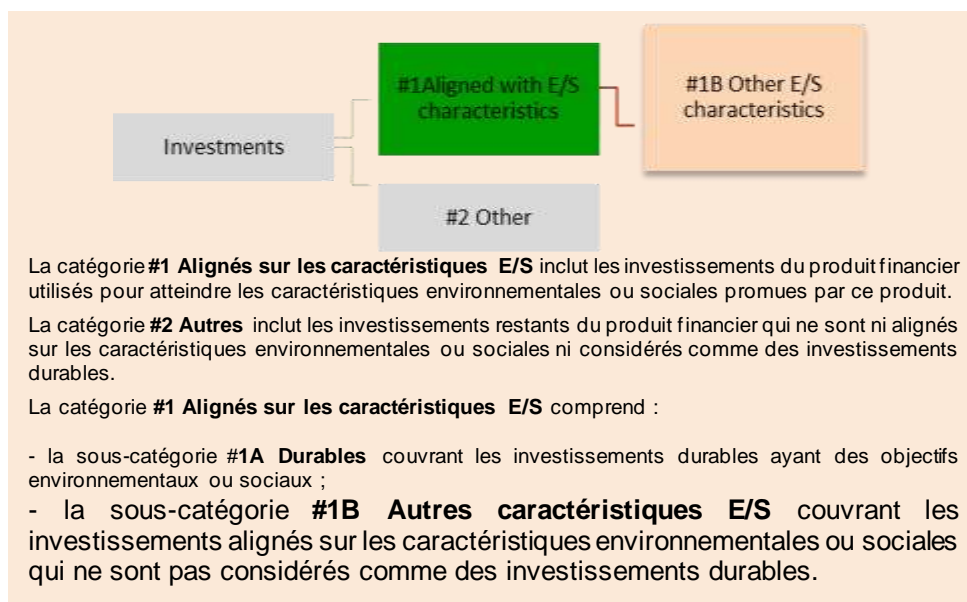 #1Aligned with E/S
characteristics
#1B Other E/S
characteristics
Investments
#2 Other
La catégorie #1 Alignés sur les caractéristiques E/S inclut les investissements du produit financier
utilisés pour atteindre les caractéristiques environnementales ou sociales promues par ce produit.
La catégorie #2 Autres inclut les investissements restants du produit financier qui ne sont ni alignés
sur les caractéristiques environnementales ou sociales ni considérés comme des investissements
durables.
La catégorie #1 Alignés sur les caractéristiques E/S comprend :
- la sous-catégorie #1A Durables couvrant les investissements durables ayant des objectifs
environnementaux ou sociaux ;
- la sous-catégorie #1B Autres caractéristiques E/S couvrant les
investissements alignés sur les caractéristiques environnementales ou sociales
qui ne sont pas considérés comme des investissements durables.